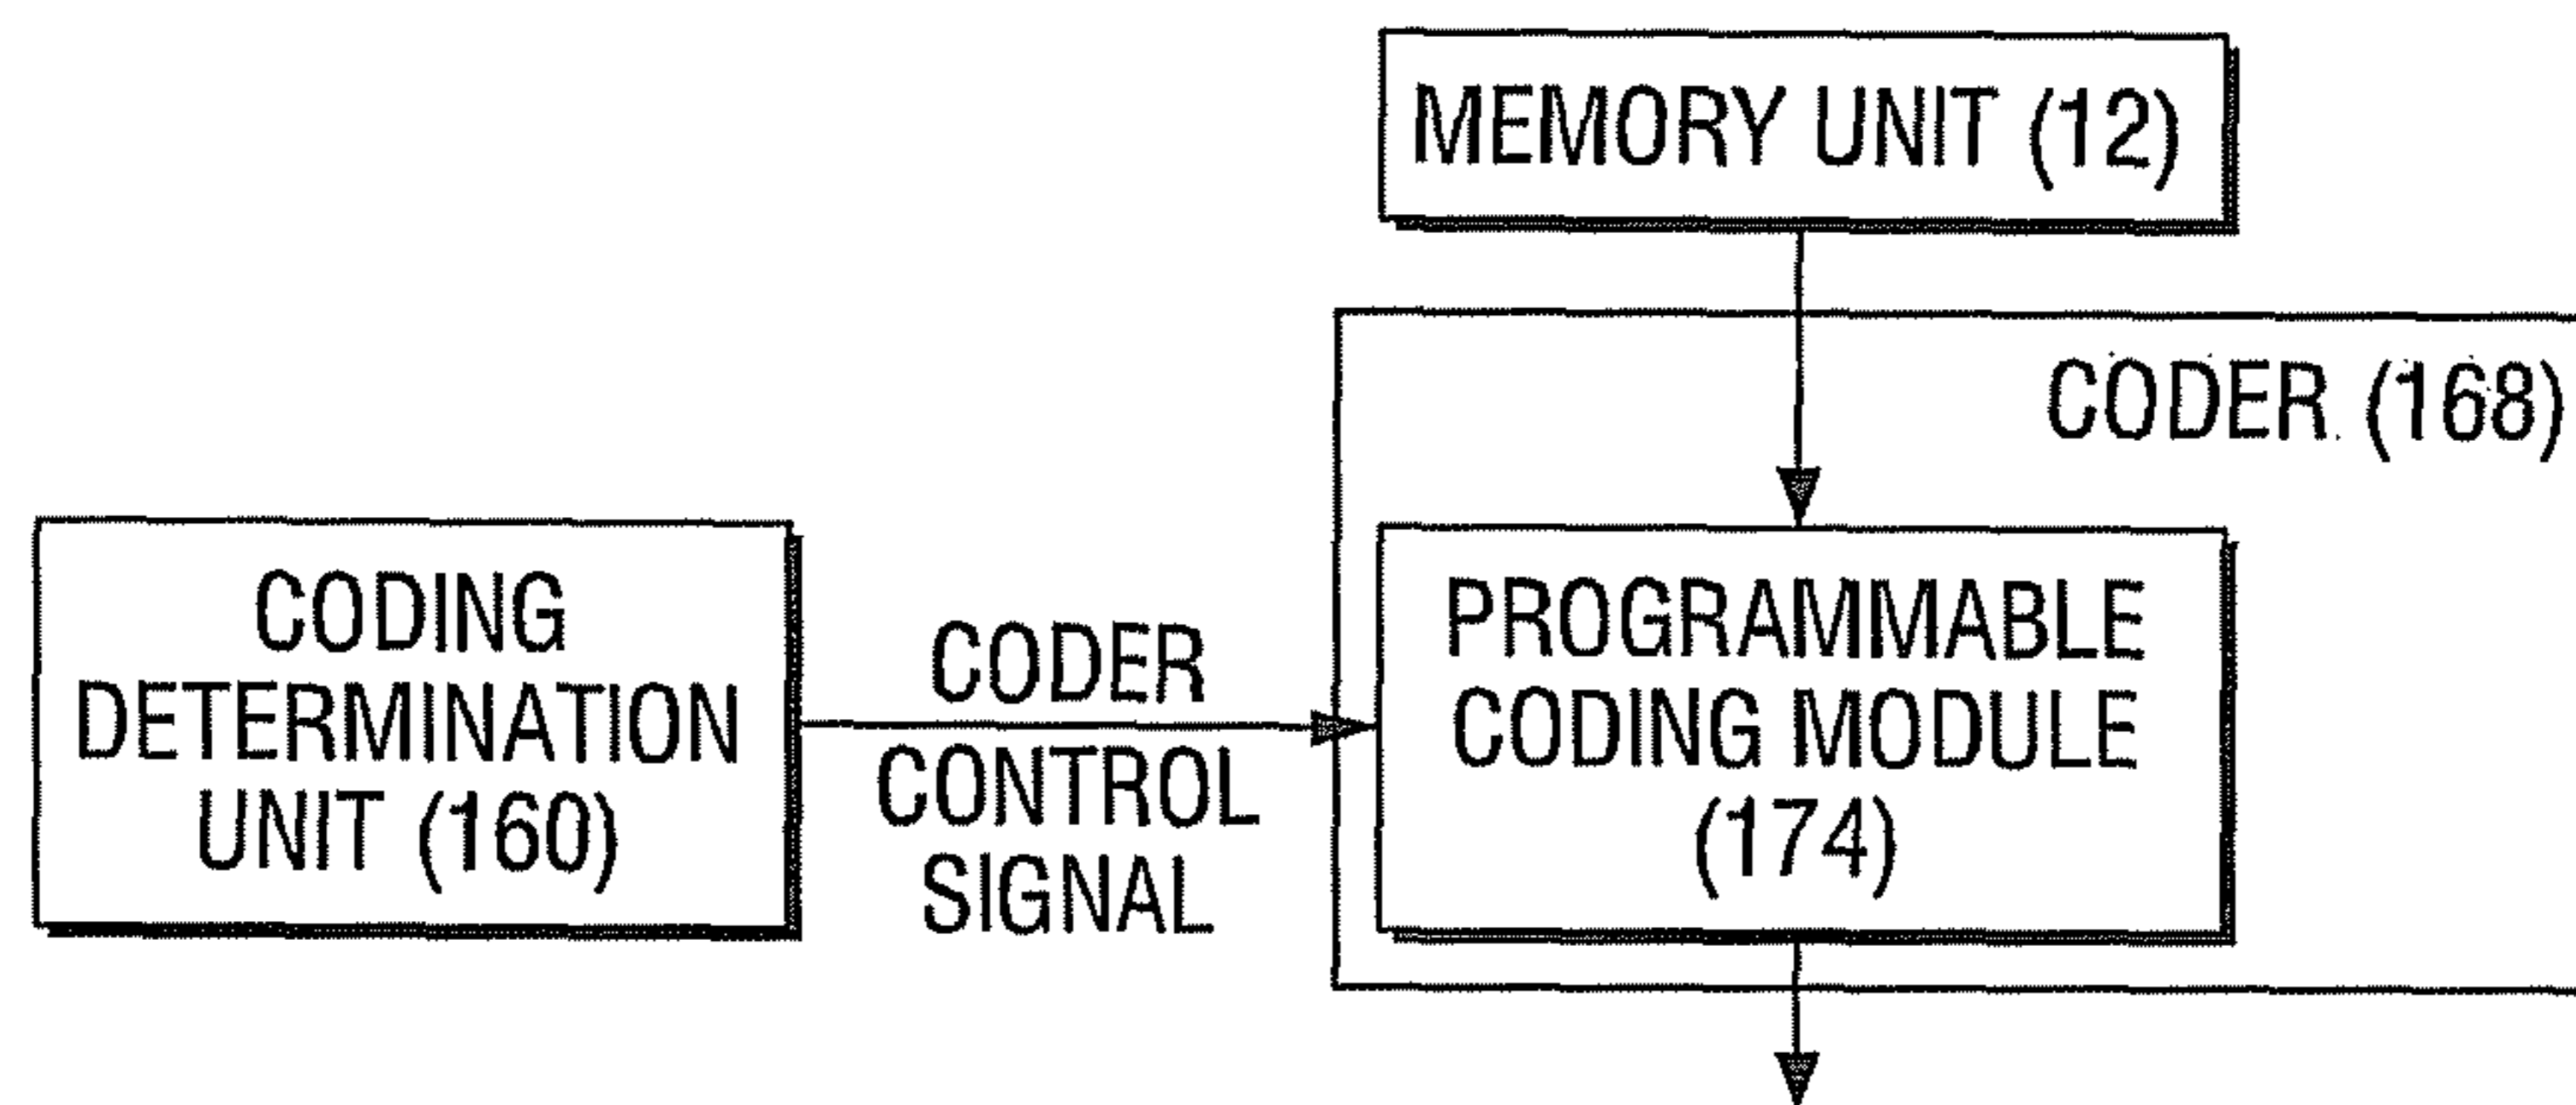 MEMORY UNIT (12)
CODER (168)
CODING
DETERMINATION
UNIT (160)
CODER
CONTROL
SIGNAL
PROGRAMMABLE
CODING MODULE
(174)